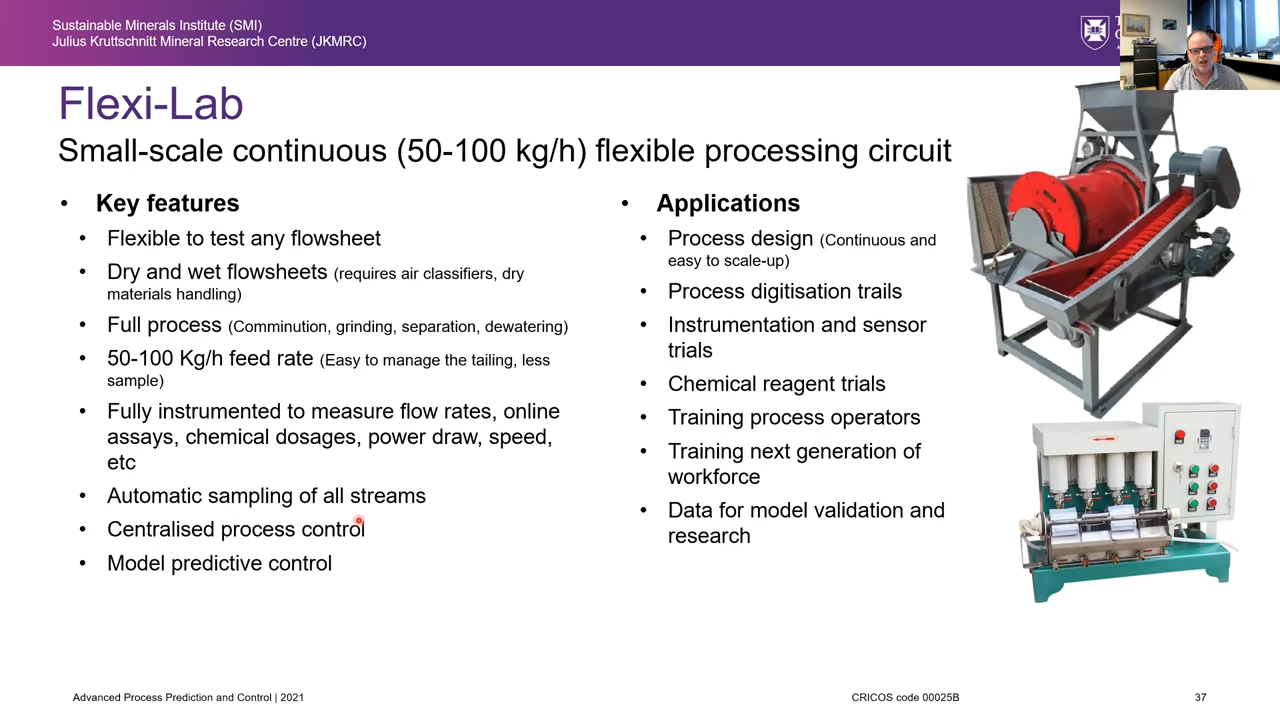 Sustainable Minerals Institute (SMI)
Julius Kruttschnitt Mineral Research Centre (JKMRC)
Flexi-Lab
Small-scale continuous (50-100 kg/h) flexible processing circuit
• Key features
• Flexible to test any flowsheet
• Dry and wet flowsheets (requires air classifiers, dry
materials handling)
• Full process (Comminution, grinding, separation, dewatering)
• 50-100 Kg/h feed rate (Easy to manage the tailing, less
sample)
• Fully instrumented to measure flow rates, online
assays, chemical dosages, power draw, speed,
etc
• Automatic sampling of all streams
• Centralised process control
• Model predictive control
• Applications
• Process design (Continuous and
easy to scale-up)
• Process digitisation trails
• Instrumentation and sensor
trials
• Chemical reagent trials
• Training process operators
• Training next generation of
workforce
• Data for model validation and
research
Advanced Process Prediction and Control | 2021
CRICOS code 00025B
37